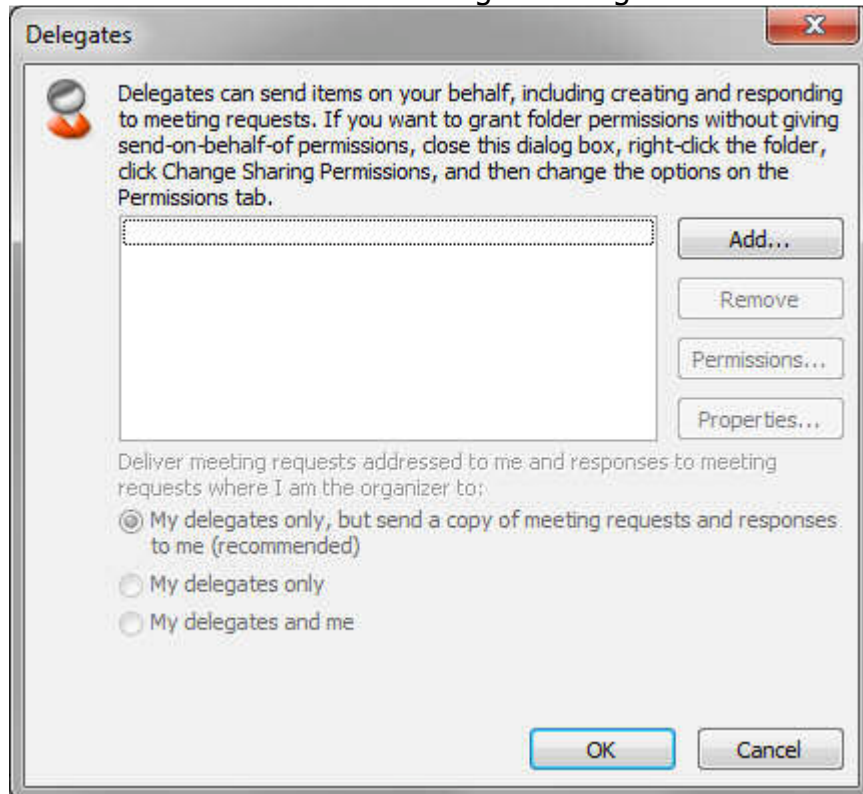 Delegates
Delegates can send items on your behalf, including creating and responding
to meeting requests. If you want to grant folder permissions without giving
send-on-behalf-of permissions, close this dialog box, right-click the folder,
click Change Sharing Permissions, and then change the options on the
Permissions tab.
Add...
Remove
Permissions...
Properties...
Deliver meeting requests addressed to me and responses to meeting
requests where I am the organizer to:
My delegates only, but send a copy of meeting requests and responses
to me (recommended)
My delegates only
My delegates and me
OK
Cancel